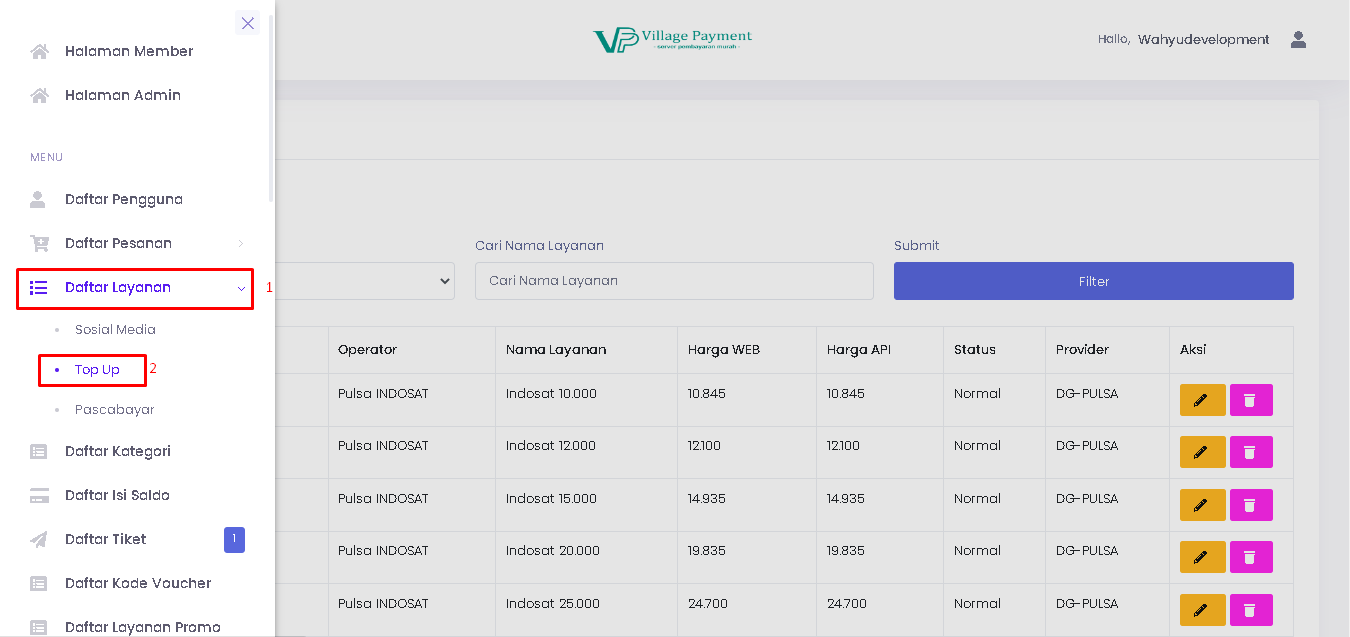 Halaman Member
Halaman Admin
MENU
Daftar Pengguna
Daftar Pesanan
Daftar Layanan 1
Sosial Media
Top Up 2
Pascabayar
Daftar Kategori
Daftar Isi Saldo
Daftar Tiket 1
Daftar Kode Voucher
Daftar Layanan Promo
VP Village Payment
- server pembayaran murah -
Hallo, Wahyudevelopment
Cari Nama Layanan
Cari Nama Layanan
Submit
Filter
Operator Nama Layanan Harga WEB Harga API Status Provider Aksi
Pulsa INDOSAT Indosat 10.000 10.845 10.845 Normal DG-PULSA
Pulsa INDOSAT Indosat 12.000 12.100 12.100 Normal DG-PULSA
Pulsa INDOSAT Indosat 15.000 14.935 14.935 Normal DG-PULSA
Pulsa INDOSAT Indosat 20.000 19.835 19.835 Normal DG-PULSA
Pulsa INDOSAT Indosat 25.000 24.700 24.700 Normal DG-PULSA